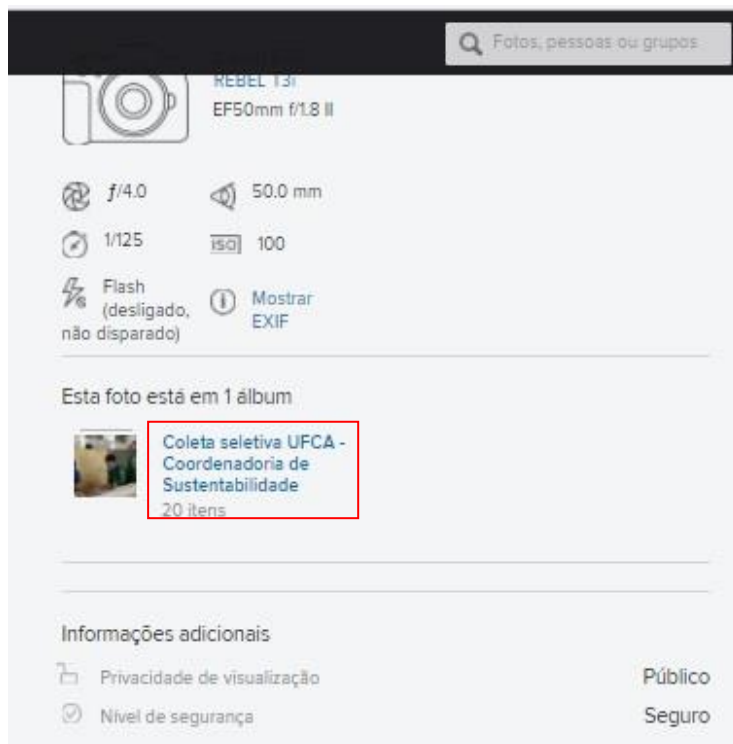 Fotos, pessoas ou grupos
REBEL T3i
EF50mm f/1.8 II
ƒ/4.0
50.0 mm
1/125
ISO 100
Flash
(desligado,
não disparado)
Mostrar
EXIF
Esta foto está em 1 álbum
Coleta seletiva UFCA -
Coordenadoria de
Sustentabilidade
20 itens
Informações adicionais
Privacidade de visualização
Público
Nível de segurança
Seguro